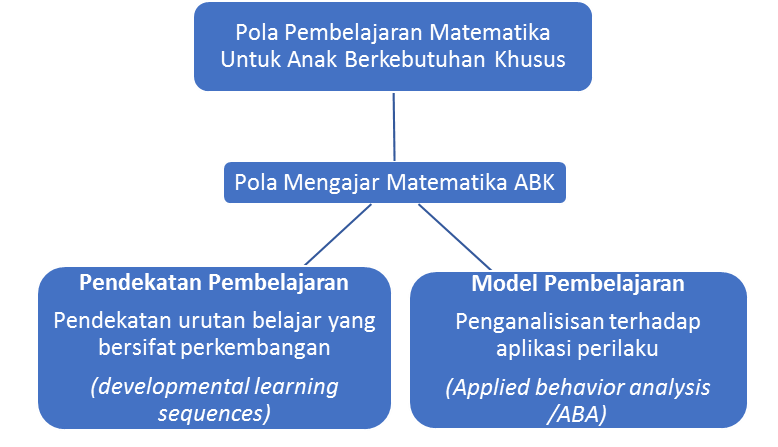 Pola Pembelajaran Matematika
Untuk Anak Berkebutuhan Khusus
Pola Mengajar Matematika ABK
Pendekatan Pembelajaran
Pendekatan urutan belajar yang
bersifat perkembangan
(developmental learning
sequences)
Model Pembelajaran
Penganalisisan terhadap
aplikasi perilaku
(Applied behavior analysis
/ABA)